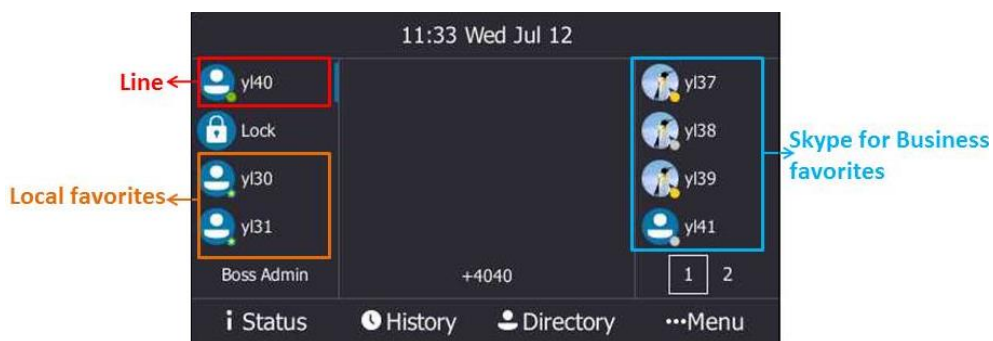 11:33 Wed Jul 12
Line
yl40
Lock
Local favorites
yl30
yl31
Boss Admin
+4040
yl37
yl38
yl39
yl41
Skype for Business
favorites
1 2
i Status History Directory •••Menu